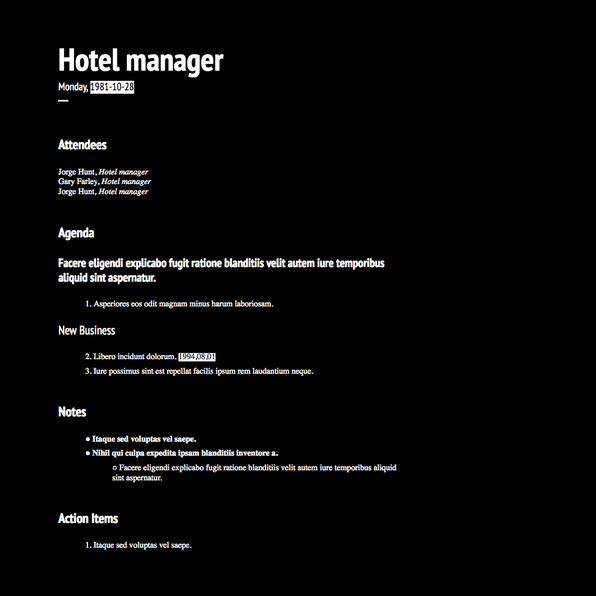 Hotel manager
Monday, 1981-10-28
Attendees
Jorge Hunt, Hotel manager
Gary Farley, Hotel manager
Jorge Hunt, Hotel manager
Agenda
Facere eligendi explicabo fugit ratione blanditiis velit autem iure temporibus
aliquid sint aspernatur.
1. Asperiores eos odit magnam minus harum laboriosam.
New Business
2. Libero incidunt dolorum. 1994.08.01
3. Iure possimus sint est repellat facilis ipsum rem laudantium neque.
Notes
● Itaque sed voluptas vel saepe.
● Nihil qui culpa expedita ipsam blanditiis inventore a.
○ Facere eligendi explicabo fugit ratione blanditiis velit autem iure temporibus aliquid
sint aspernatur.
Action Items
1. Itaque sed voluptas vel saepe.